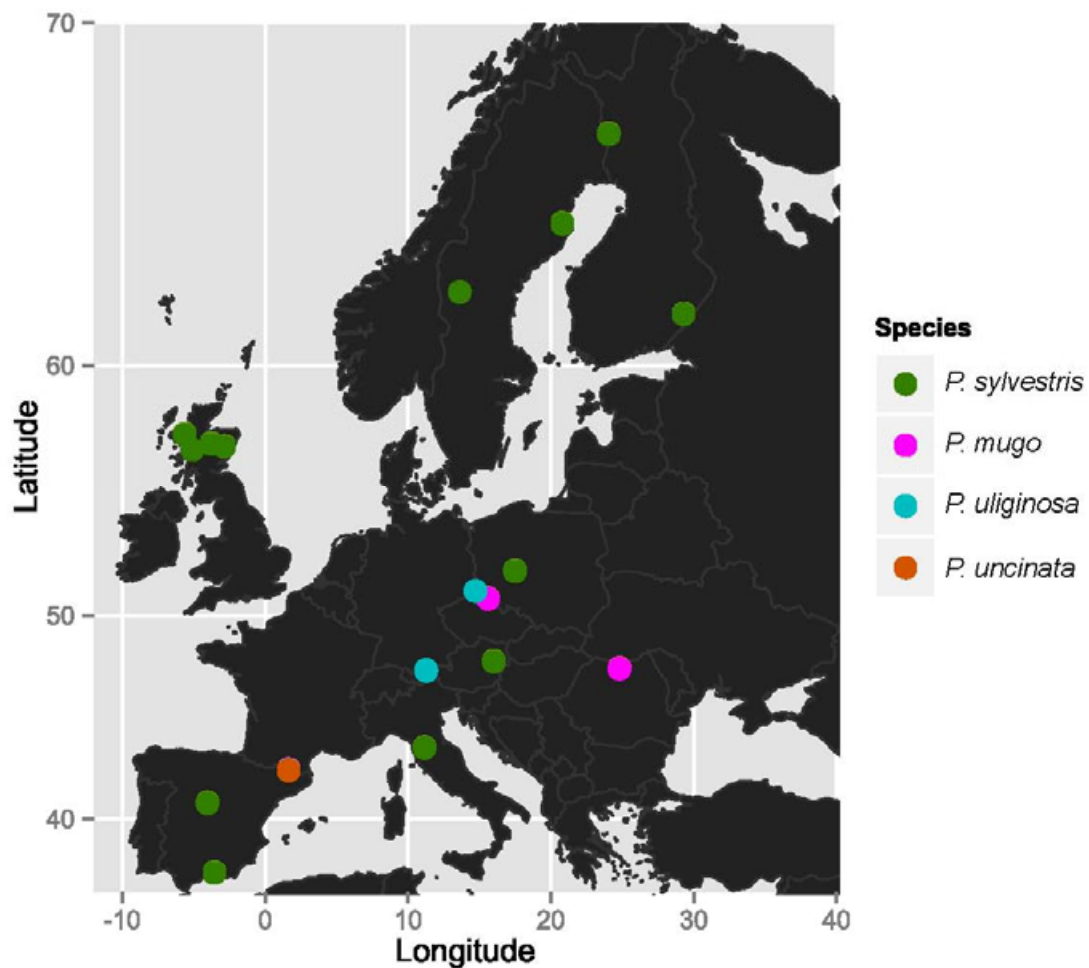 70
60
50
40
Latitude
-10 0 10 20 30 40
Longitude
Species
P. sylvestris
P. mugo
P. uliginosa
P. uncinata